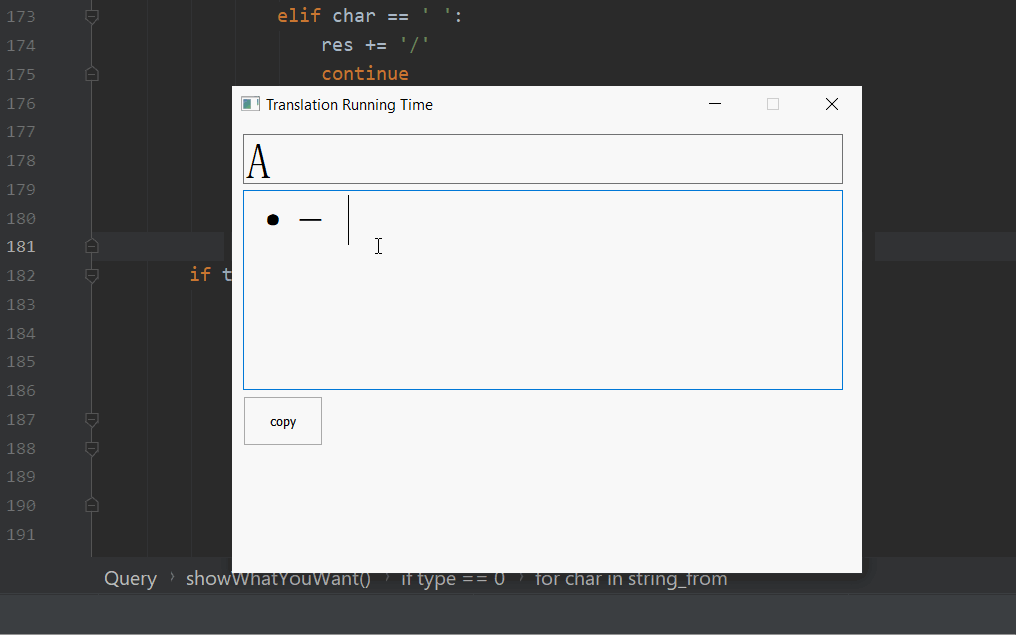 173 elif char == ' ':
174 res += '/'
175 continue
176
177
178
179
180
181
182 if t
183
184
185
186
187
188
189
190
191
Translation Running Time
A
• —
copy
Query › showWhatYouWant() › if type == 0 › for char in string_from